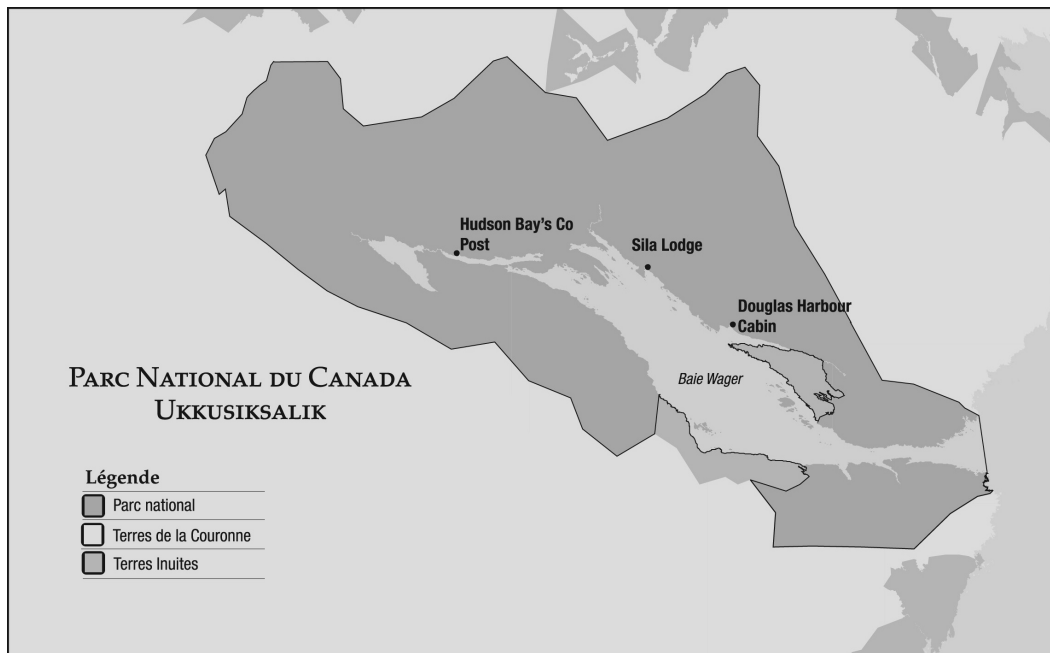 Hudson Bay's Co
Post
Sila Lodge
Douglas Harbour
Cabin
Baie Wager
PARC NATIONAL DU CANADA
UKKUSIKSALIK
Légende
Parc national
Terres de la Couronne
Terres Inuites